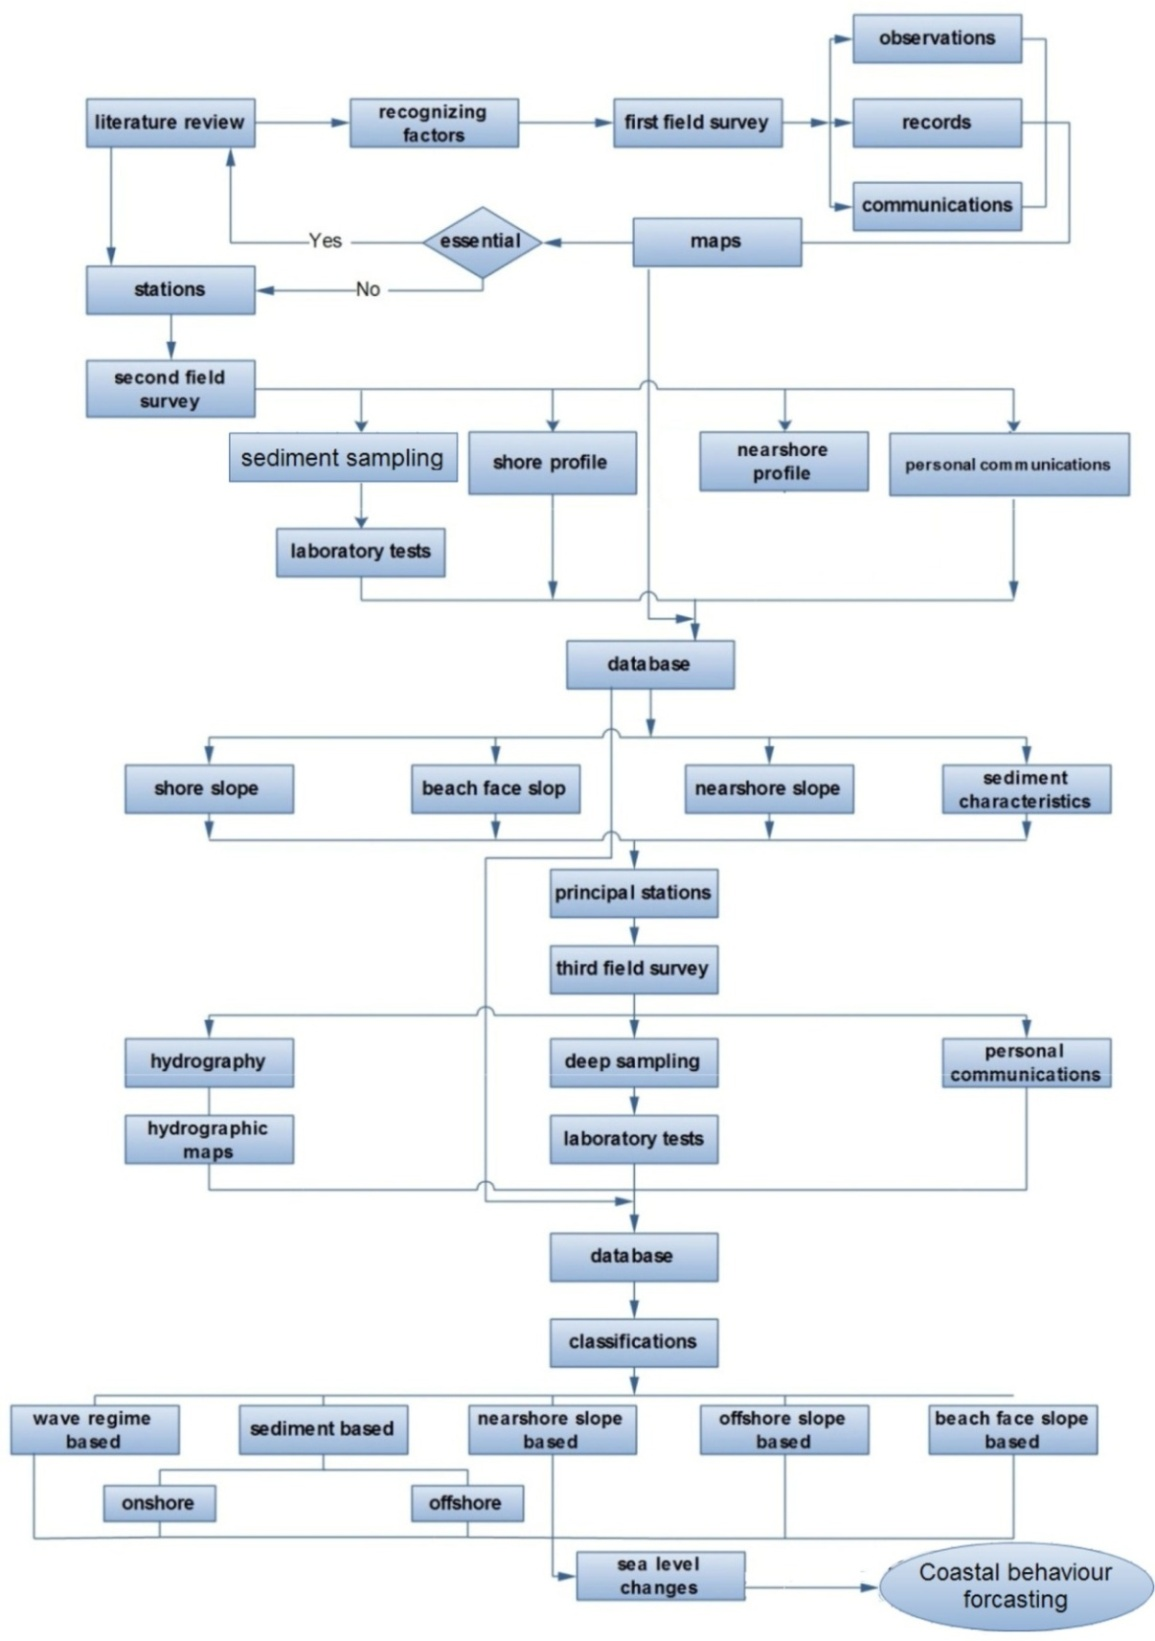 observations
literature review
recognizing
factors
first field survey
records
communications
Yes
essential
maps
stations
No
second field
survey
sediment sampling
shore profile
nearshore
profile
personal communications
laboratory tests
database
shore slope
beach face slop
nearshore slope
sediment
characteristics
principal stations
third field survey
hydrography
deep sampling
personal
communications
hydrographic
maps
laboratory tests
database
classifications
wave regime
based
sediment based
nearshore slope
based
offshore slope
based
beach face slope
based
onshore
offshore
sea level
changes
Coastal behaviour
forcasting